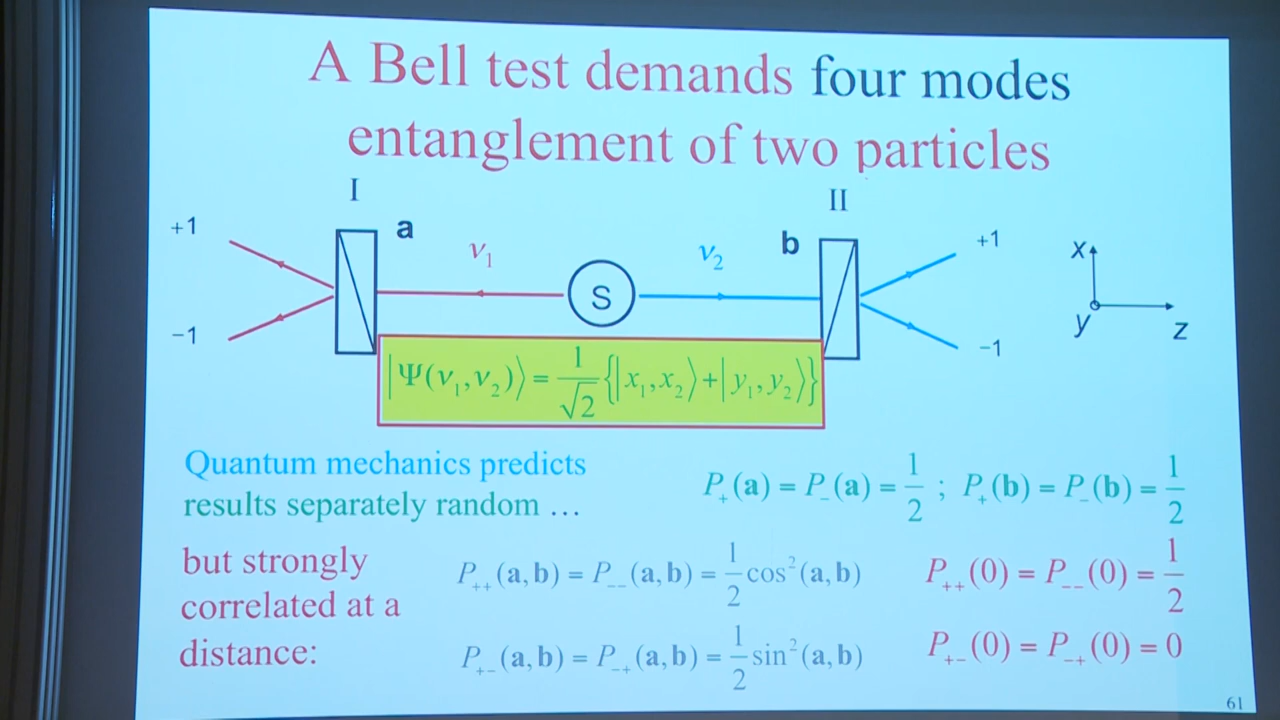 A Bell test demands four modes
entanglement of two particles
I
II
+1
a
ν₁
S
ν₂
b
+1
x
−1
−1
y
z
|Ψ(ν₁,ν₂)⟩ = 1/√2 {|x₁,x₂⟩+|y₁,y₂⟩}
Quantum mechanics predicts
results separately random …
P₊(a) = P₋(a) = 1/2 ; P₊(b) = P₋(b) = 1/2
but strongly
correlated at a
distance:
P₊₊(a,b) = P₋₋(a,b) = 1/2 cos²(a,b)
P₊₊(0) = P₋₋(0) = 1/2
P₊₋(a,b) = P₋₊(a,b) = 1/2 sin²(a,b)
P₊₋(0) = P₋₊(0) = 0
61